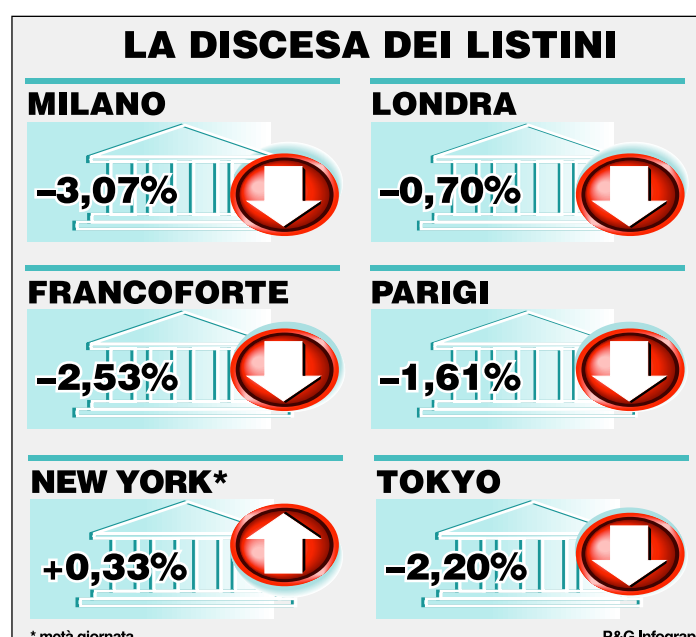 LA DISCESA DEI LISTINI
MILANO
–3,07%
LONDRA
–0,70%
FRANCOFORTE
–2,53%
PARIGI
–1,61%
NEW YORK*
+0,33%
TOKYO
–2,20%
* metà giornata
P&G Infograp